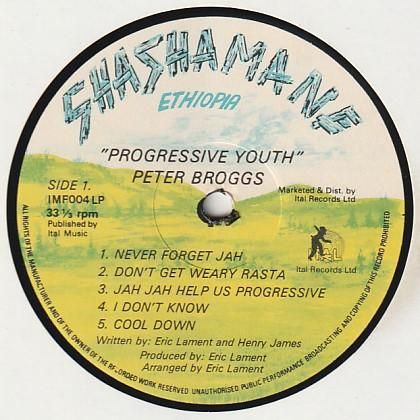 SHASHAMANE
ETHIOPIA
"PROGRESSIVE YOUTH"
PETER BROGGS
SIDE 1.
IMF004 LP
33 ⅓ rpm
Published by
Ital Music
Marketed & Dist. by
Ital Records Ltd
ITAL
Ital Records Ltd
1. NEVER FORGET JAH
2. DON'T GET WEARY RASTA
3. JAH JAH HELP US PROGRESSIVE
4. I DON'T KNOW
5. COOL DOWN
Written by: Eric Lament and Henry James
Produced by: Eric Lament
Arranged by Eric Lament
ALL RIGHTS OF THE MANUFACTURER AND OF THE OWNER OF THE RECORDED WORK RESERVED UNAUTHORISED PUBLIC PERFORMANCE BROADCASTING AND COPYING OF THIS RECORD PROHIBITED